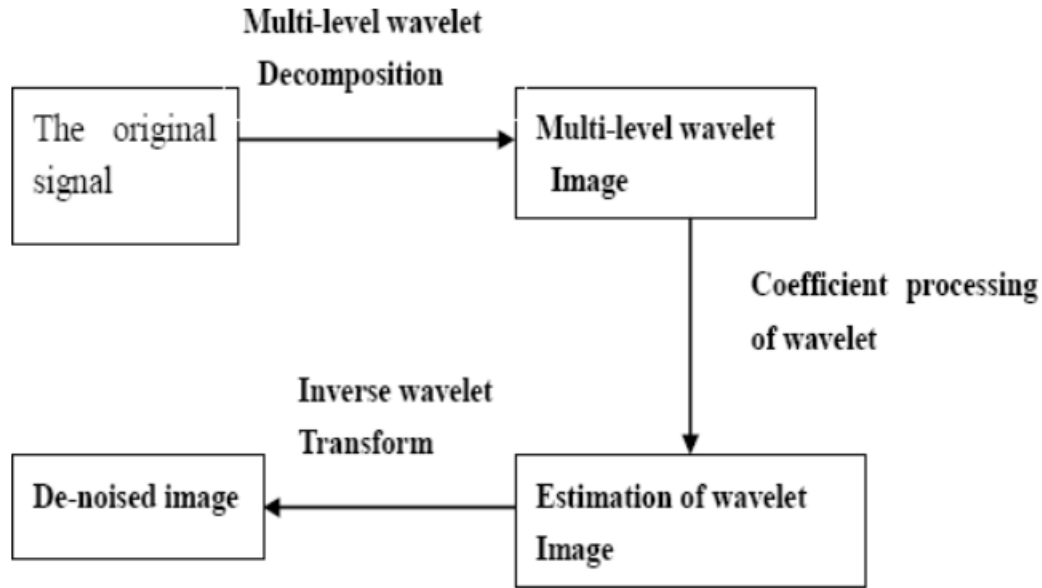 Multi-level wavelet
Decomposition
The original
signal
Multi-level wavelet
Image
Coefficient processing
of wavelet
Inverse wavelet
Transform
De-noised image
Estimation of wavelet
Image